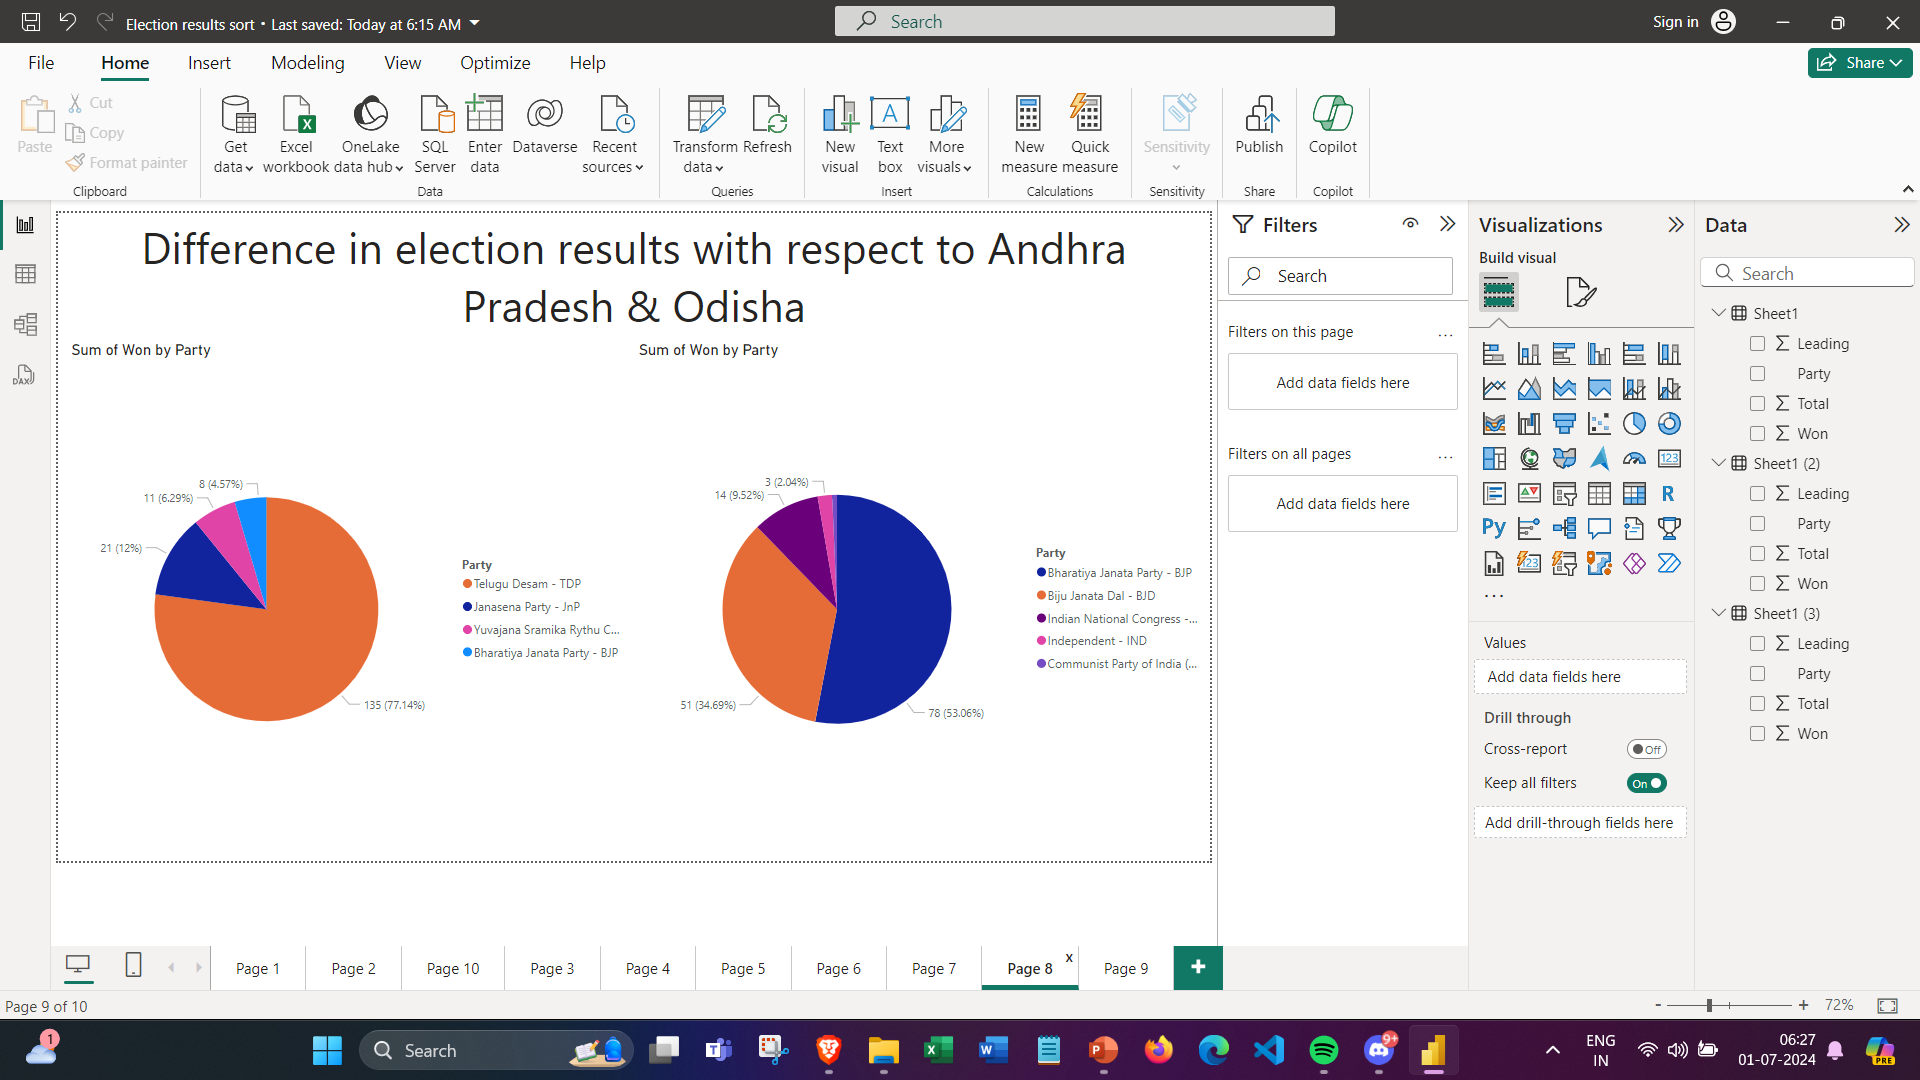 Election results sort • Last saved: Today at 6:15 AM
Search
Sign in
File
Home
Insert
Modeling
View
Optimize
Help
Share
Paste
Cut
Copy
Format painter
Clipboard
Get data
Excel workbook
OneLake data hub
SQL Server
Enter data
Dataverse
Recent sources
Data
Transform data
Refresh
Queries
New visual
Text box
More visuals
Insert
New measure
Quick measure
Calculations
Sensitivity
Sensitivity
Publish
Share
Copilot
Copilot
Difference in election results with respect to Andhra
Pradesh & Odisha
Sum of Won by Party
8 (4.57%)
11 (6.29%)
21 (12%)
135 (77.14%)
Party
Telugu Desam - TDP
Janasena Party - JnP
Yuvajana Sramika Rythu C...
Bharatiya Janata Party - BJP
Sum of Won by Party
3 (2.04%)
14 (9.52%)
51 (34.69%)
78 (53.06%)
Party
Bharatiya Janata Party - BJP
Biju Janata Dal - BJD
Indian National Congress -...
Independent - IND
Communist Party of India (...
Filters
Search
Filters on this page
...
Add data fields here
Filters on all pages
...
Add data fields here
Visualizations
Build visual
123
R
Py
123
...
Values
Add data fields here
Drill through
Cross-report
Off
Keep all filters
On
Add drill-through fields here
Data
Search
Sheet1
Leading
Party
Total
Won
Sheet1 (2)
Leading
Party
Total
Won
Sheet1 (3)
Leading
Party
Total
Won
DAX
Page 1
Page 2
Page 10
Page 3
Page 4
Page 5
Page 6
Page 7
Page 8
x
Page 9
+
Page 9 of 10
- + 72%
1
Search
9+
ENG
IN
06:27
01-07-2024
PRE